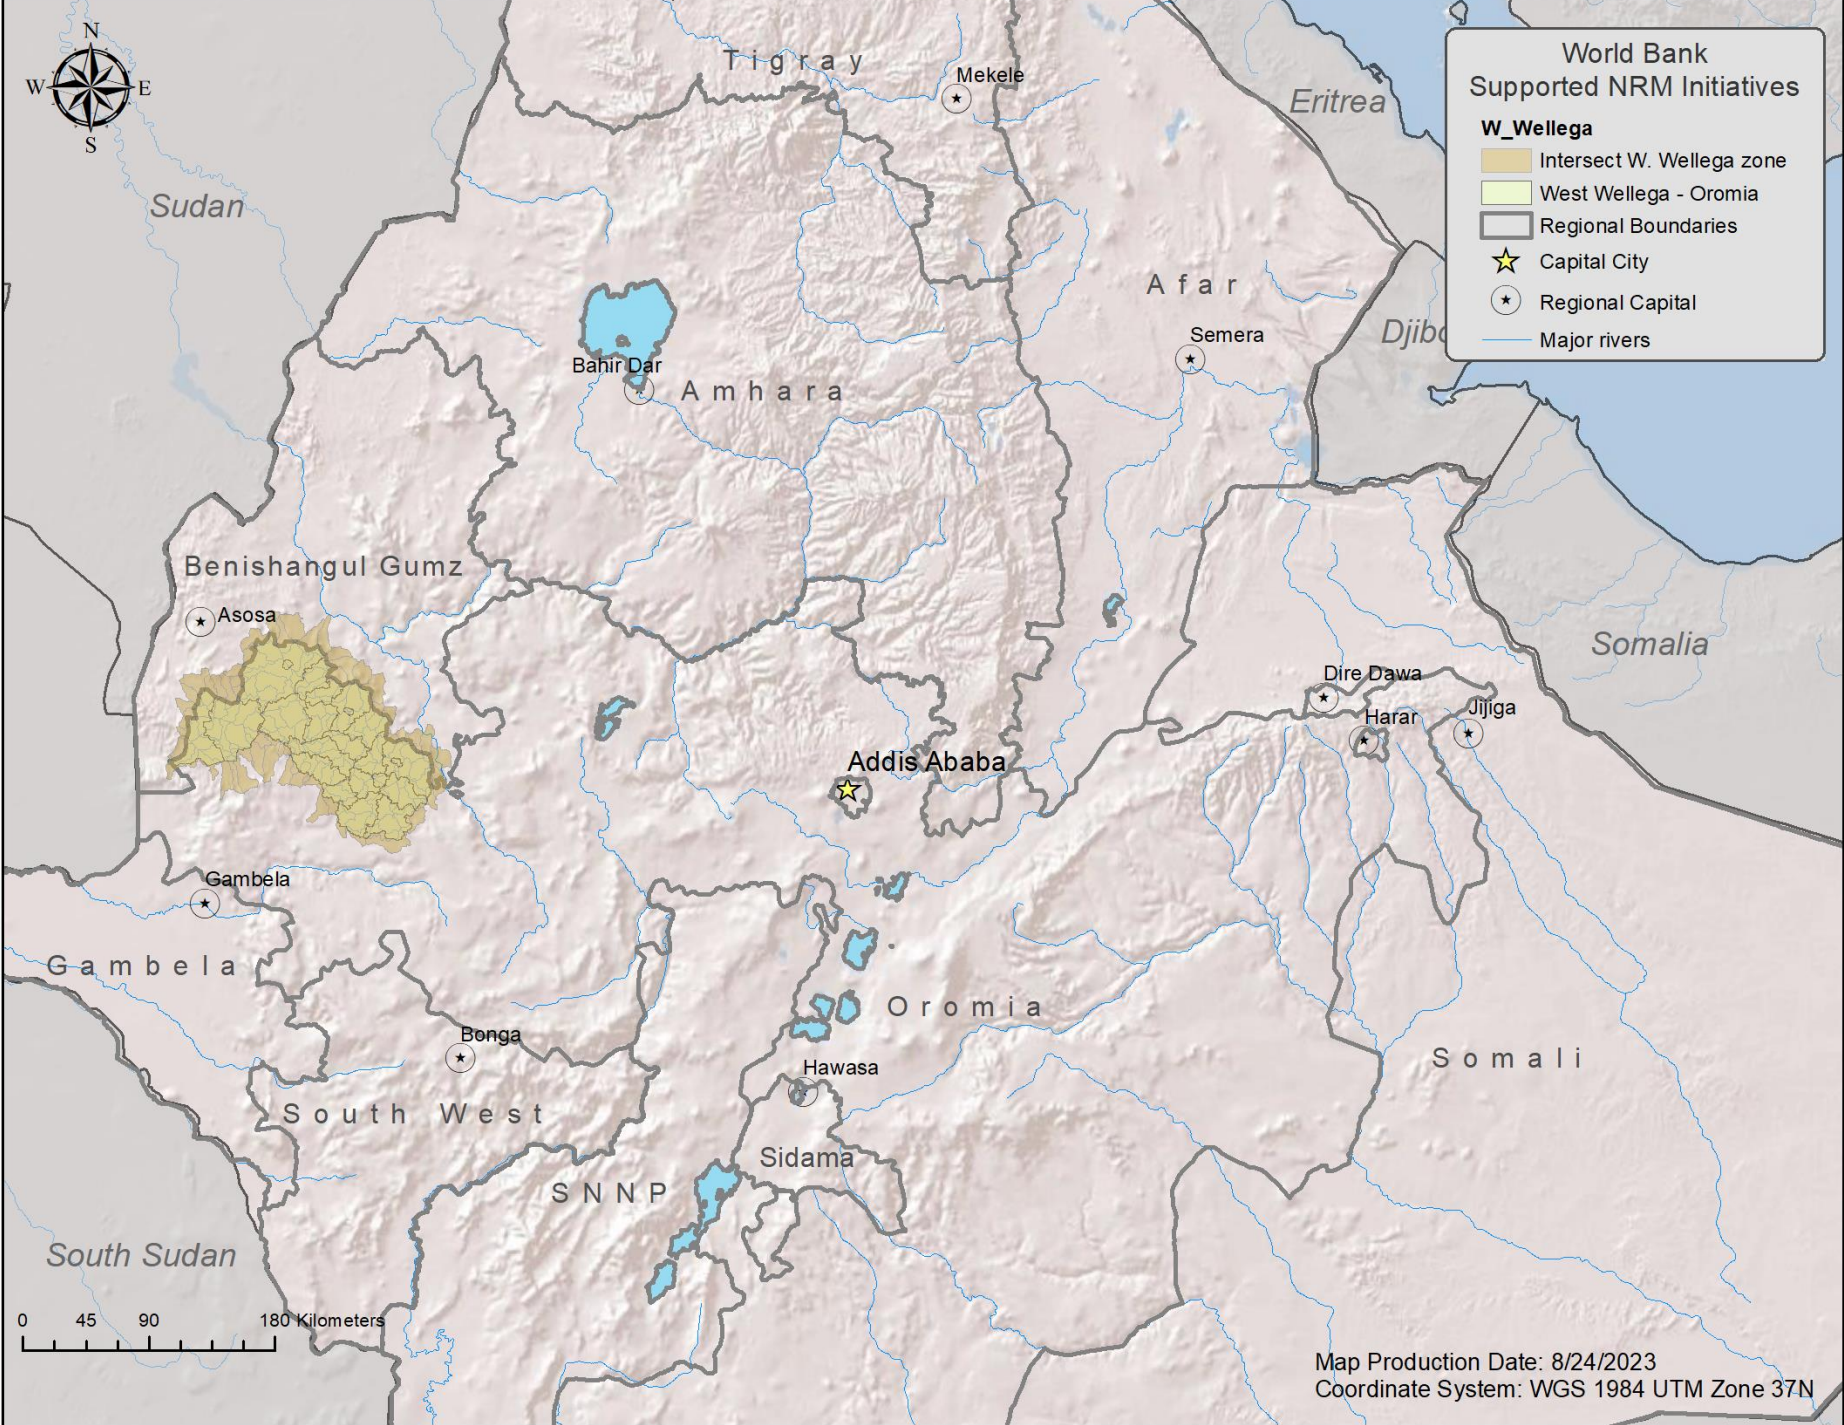 N
W
E
S
World Bank
Supported NRM Initiatives
W_Wellega
Intersect W. Wellega zone
West Wellega - Oromia
Regional Boundaries
Capital City
Regional Capital
Major rivers
Tigray
Mekele
Eritrea
Sudan
Afar
Djibo
Semera
Bahir Dar
Amhara
Benishangul Gumz
Asosa
Somalia
Dire Dawa
Harar
Jijiga
Addis Ababa
Gambela
Gambela
Oromia
Bonga
Hawasa
Somali
South West
Sidama
SNNP
South Sudan
0 45 90 180 Kilometers
Map Production Date: 8/24/2023
Coordinate System: WGS 1984 UTM Zone 37N